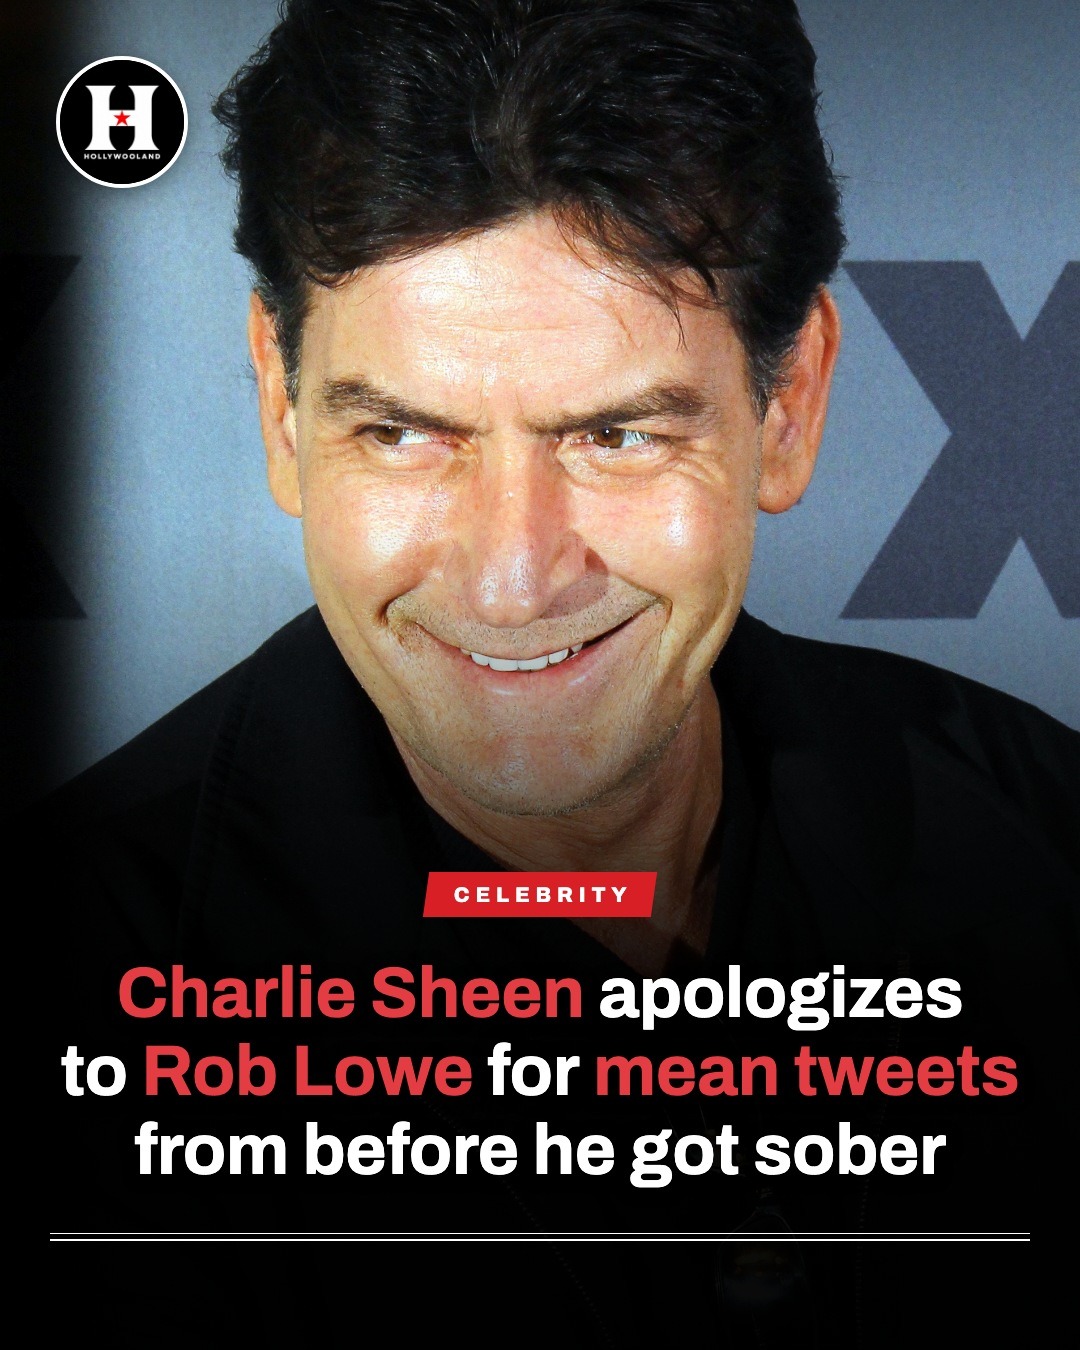 H
HOLLYWOOLAND
X
CELEBRITY
Charlie Sheen apologizes
to Rob Lowe for mean tweets
from before he got sober